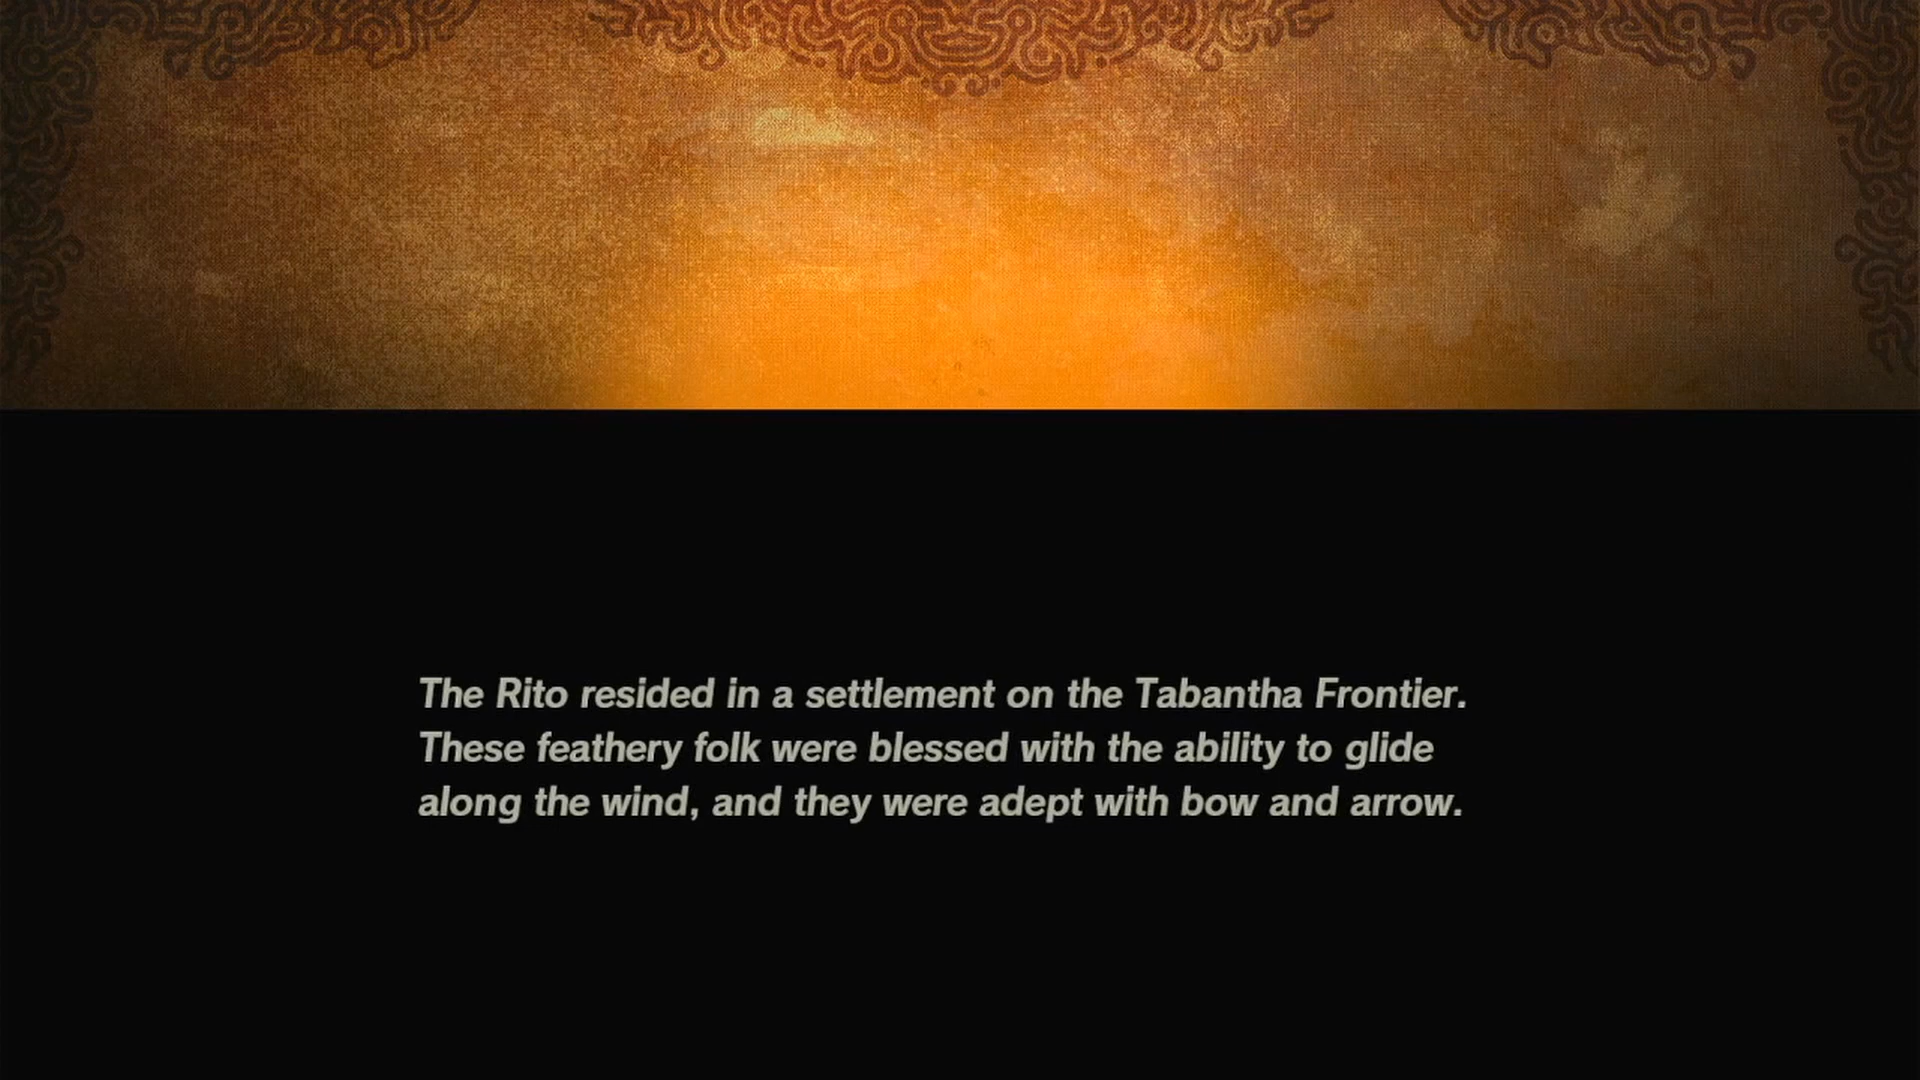 The Rito resided in a settlement on the Tabantha Frontier.
These feathery folk were blessed with the ability to glide
along the wind, and they were adept with bow and arrow.